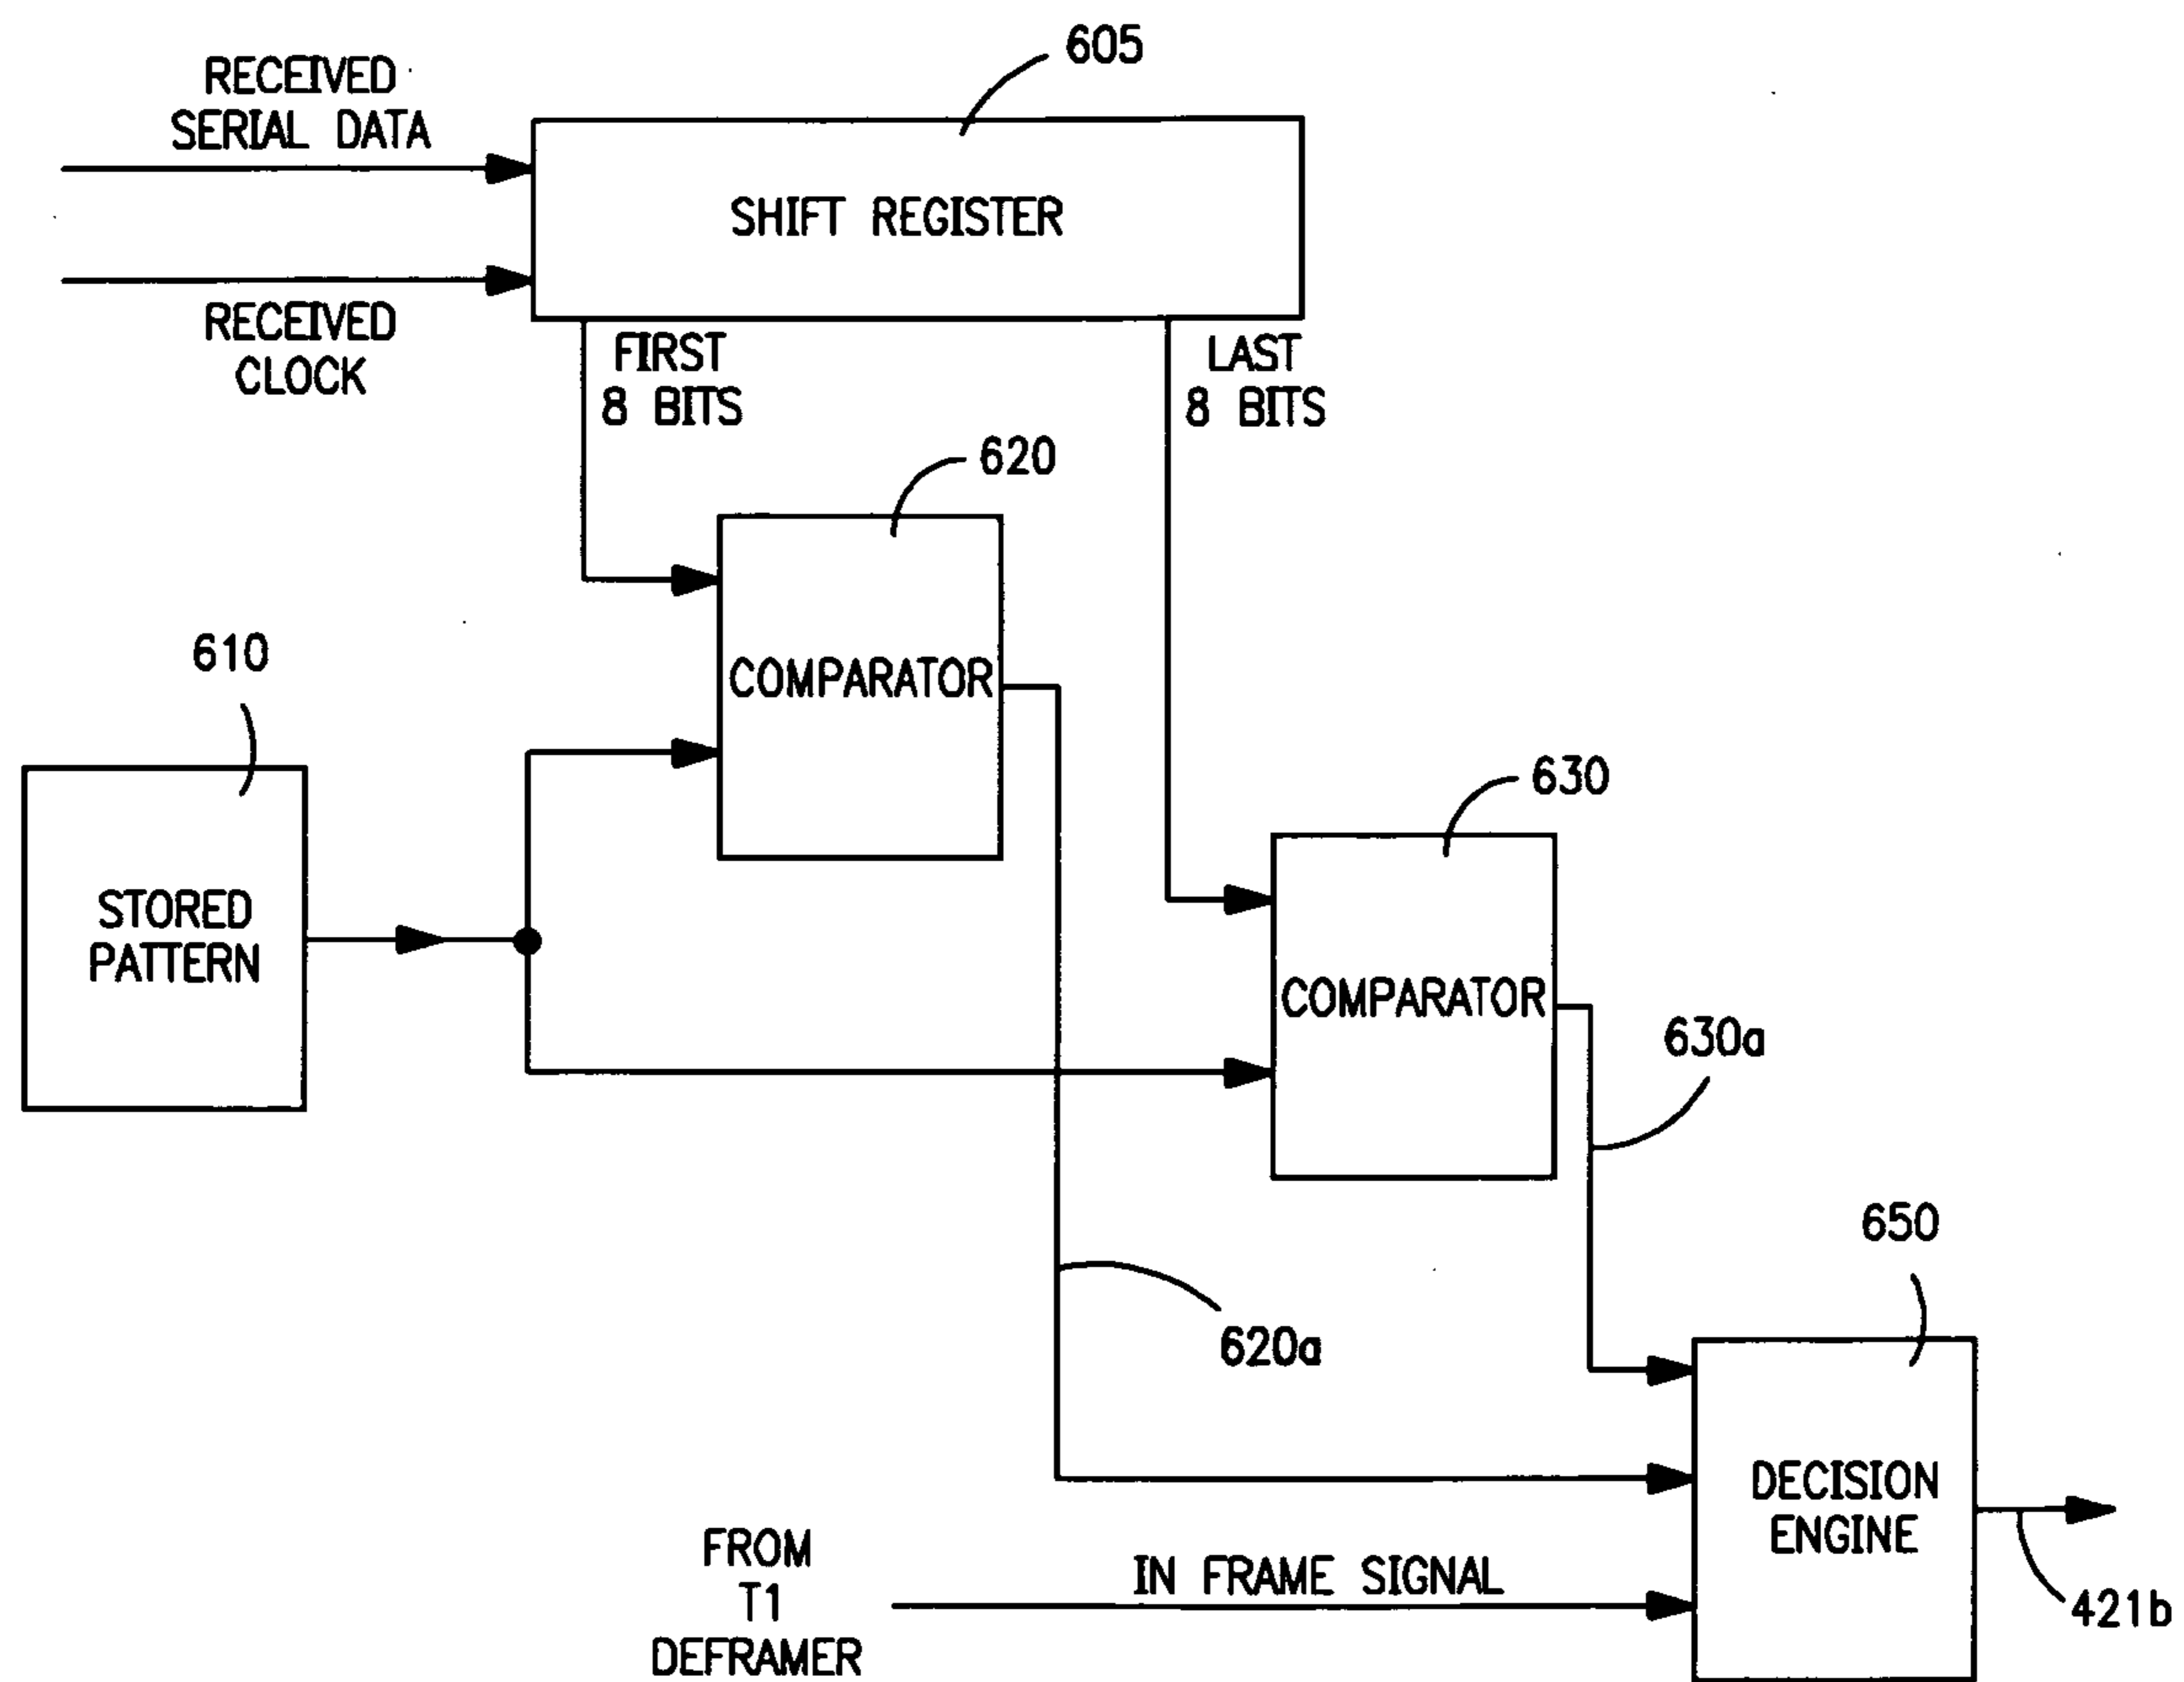 605
RECEIVED
SERIAL DATA
SHIFT REGISTER
RECEIVED
CLOCK
FIRST
8 BITS
LAST
8 BITS
620
COMPARATOR
610
STORED
PATTERN
630
COMPARATOR
630a
650
620a
DECISION
ENGINE
FROM
T1
DEFRAMER
IN FRAME SIGNAL
421b